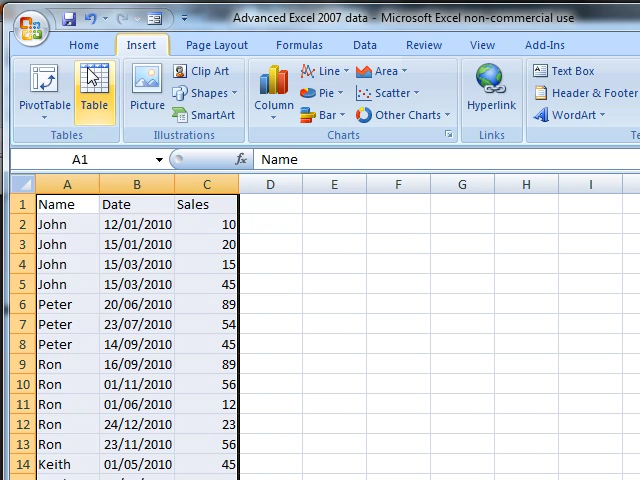 Advanced Excel 2007 data - Microsoft Excel non-commercial use
Home Insert Page Layout Formulas Data Review View Add-Ins
PivotTable Table Picture Clip Art Shapes SmartArt Column Line Pie Bar Area Scatter Other Charts Hyperlink Text Box Header & Footer WordArt
Tables Illustrations Charts Links Te
A1 fx Name
A B C D E F G H I
1 Name Date Sales
2 John 12/01/2010 10
3 John 15/01/2010 20
4 John 15/03/2010 15
5 John 15/03/2010 45
6 Peter 20/06/2010 89
7 Peter 23/07/2010 54
8 Peter 14/09/2010 45
9 Ron 16/09/2010 89
10 Ron 01/11/2010 56
11 Ron 01/06/2010 12
12 Ron 24/12/2010 23
13 Ron 23/11/2010 56
14 Keith 01/05/2010 45